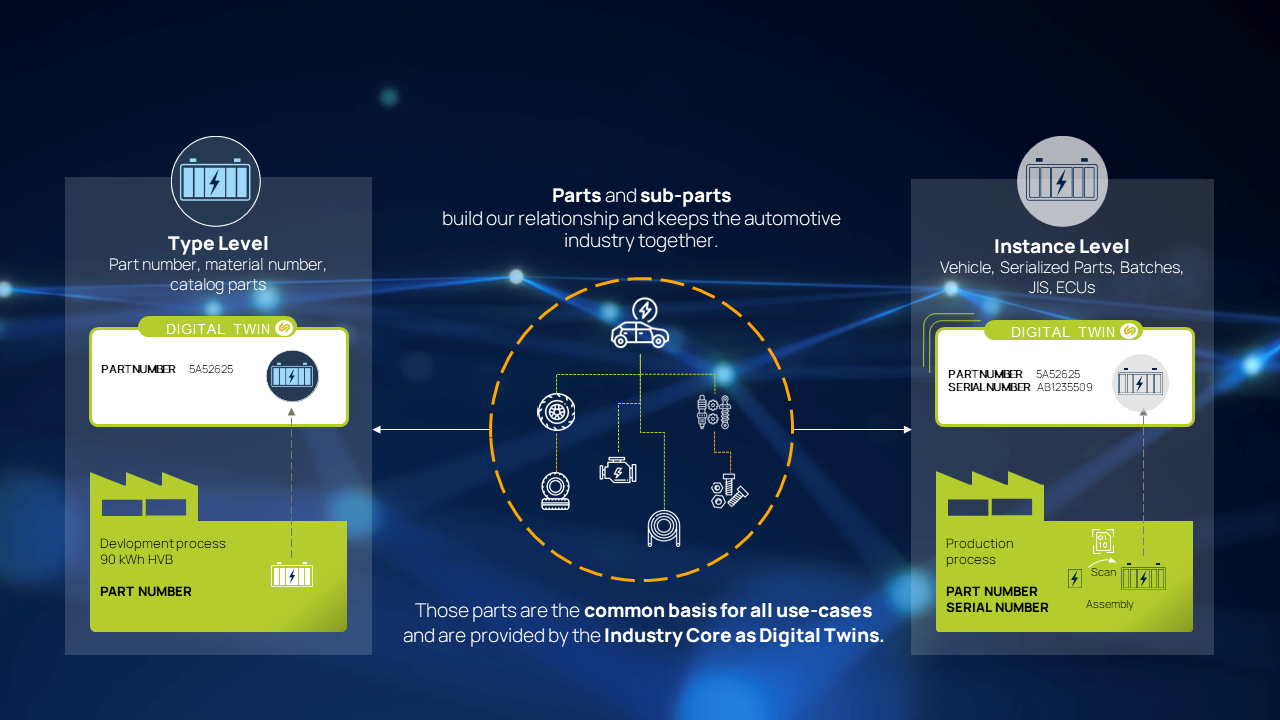 Type Level
Part number, material number,
catalog parts
DIGITAL TWIN
PARTNUMBER 5A52625
Devlopment process
90 kWh HVB
PART NUMBER
Parts and sub-parts
build our relationship and keeps the automotive
industry together.
Those parts are the common basis for all use-cases
and are provided by the Industry Core as Digital Twins.
Instance Level
Vehicle, Serialized Parts, Batches,
JIS, ECUs
DIGITAL TWIN
PARTNUMBER 5A52625
SERIALNUMBER AB1235509
Production
process
01
10
Scan
Assembly
PART NUMBER
SERIAL NUMBER